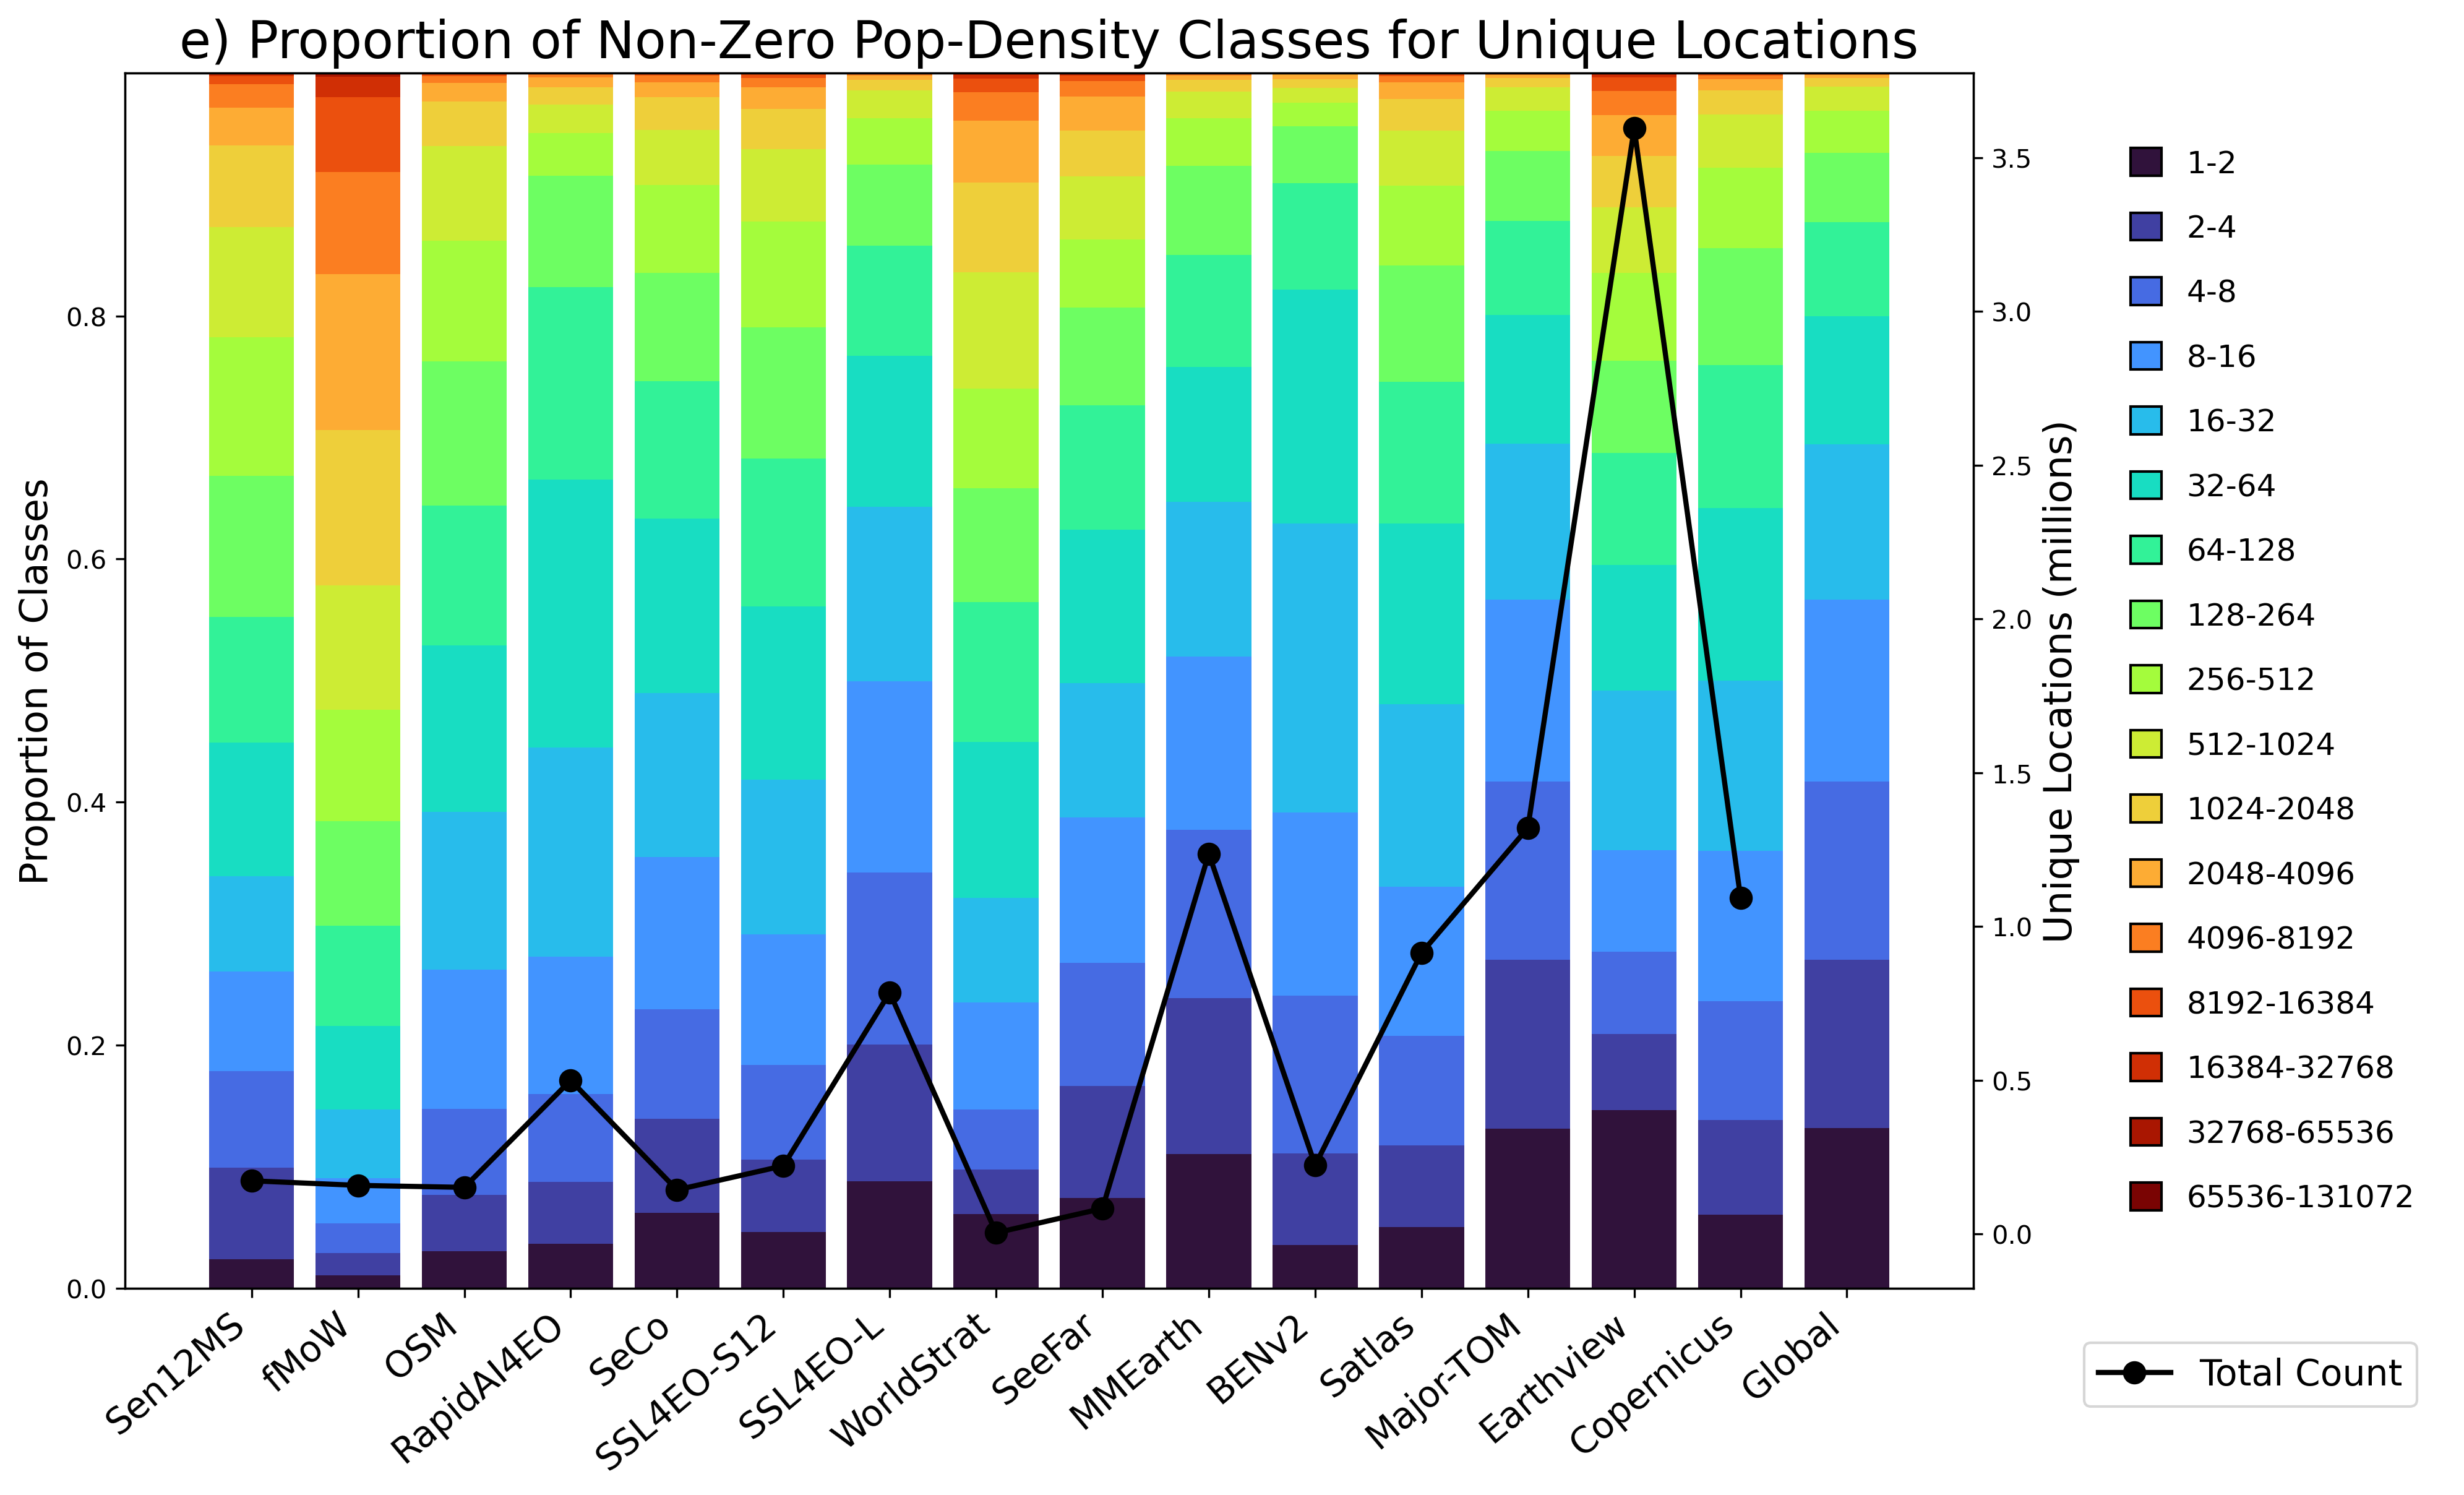 e) Proportion of Non-Zero Pop-Density Classes for Unique Locations
Proportion of Classes
0.8
0.6
0.4
0.2
0.0
Sen12MS
fMoW
OSM
RapidAI4EO
SeCo
SSL4EO-S12
SSL4EO-L
WorldStrat
SeeFar
MMEarth
BENv2
Satlas
Major-TOM
Earthview
Copernicus
Global
3.5
3.0
2.5
2.0
1.5
1.0
0.5
0.0
Unique Locations (millions)
1-2
2-4
4-8
8-16
16-32
32-64
64-128
128-264
256-512
512-1024
1024-2048
2048-4096
4096-8192
8192-16384
16384-32768
32768-65536
65536-131072
Total Count